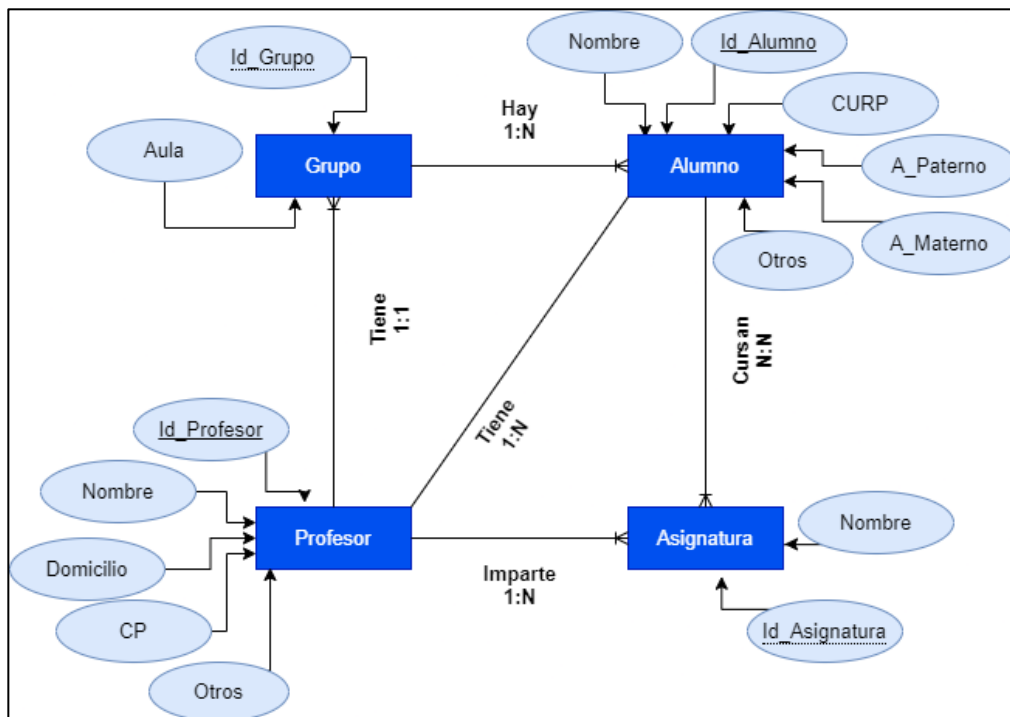 Id_Grupo
Nombre
Id_Alumno
CURP
Hay
1:N
Aula
Grupo
Alumno
A_Paterno
A_Materno
Otros
Tiene
1:1
Cursan
N:N
Tiene
1:N
Id_Profesor
Nombre
Profesor
Asignatura
Nombre
Domicilio
Imparte
1:N
CP
Id_Asignatura
Otros